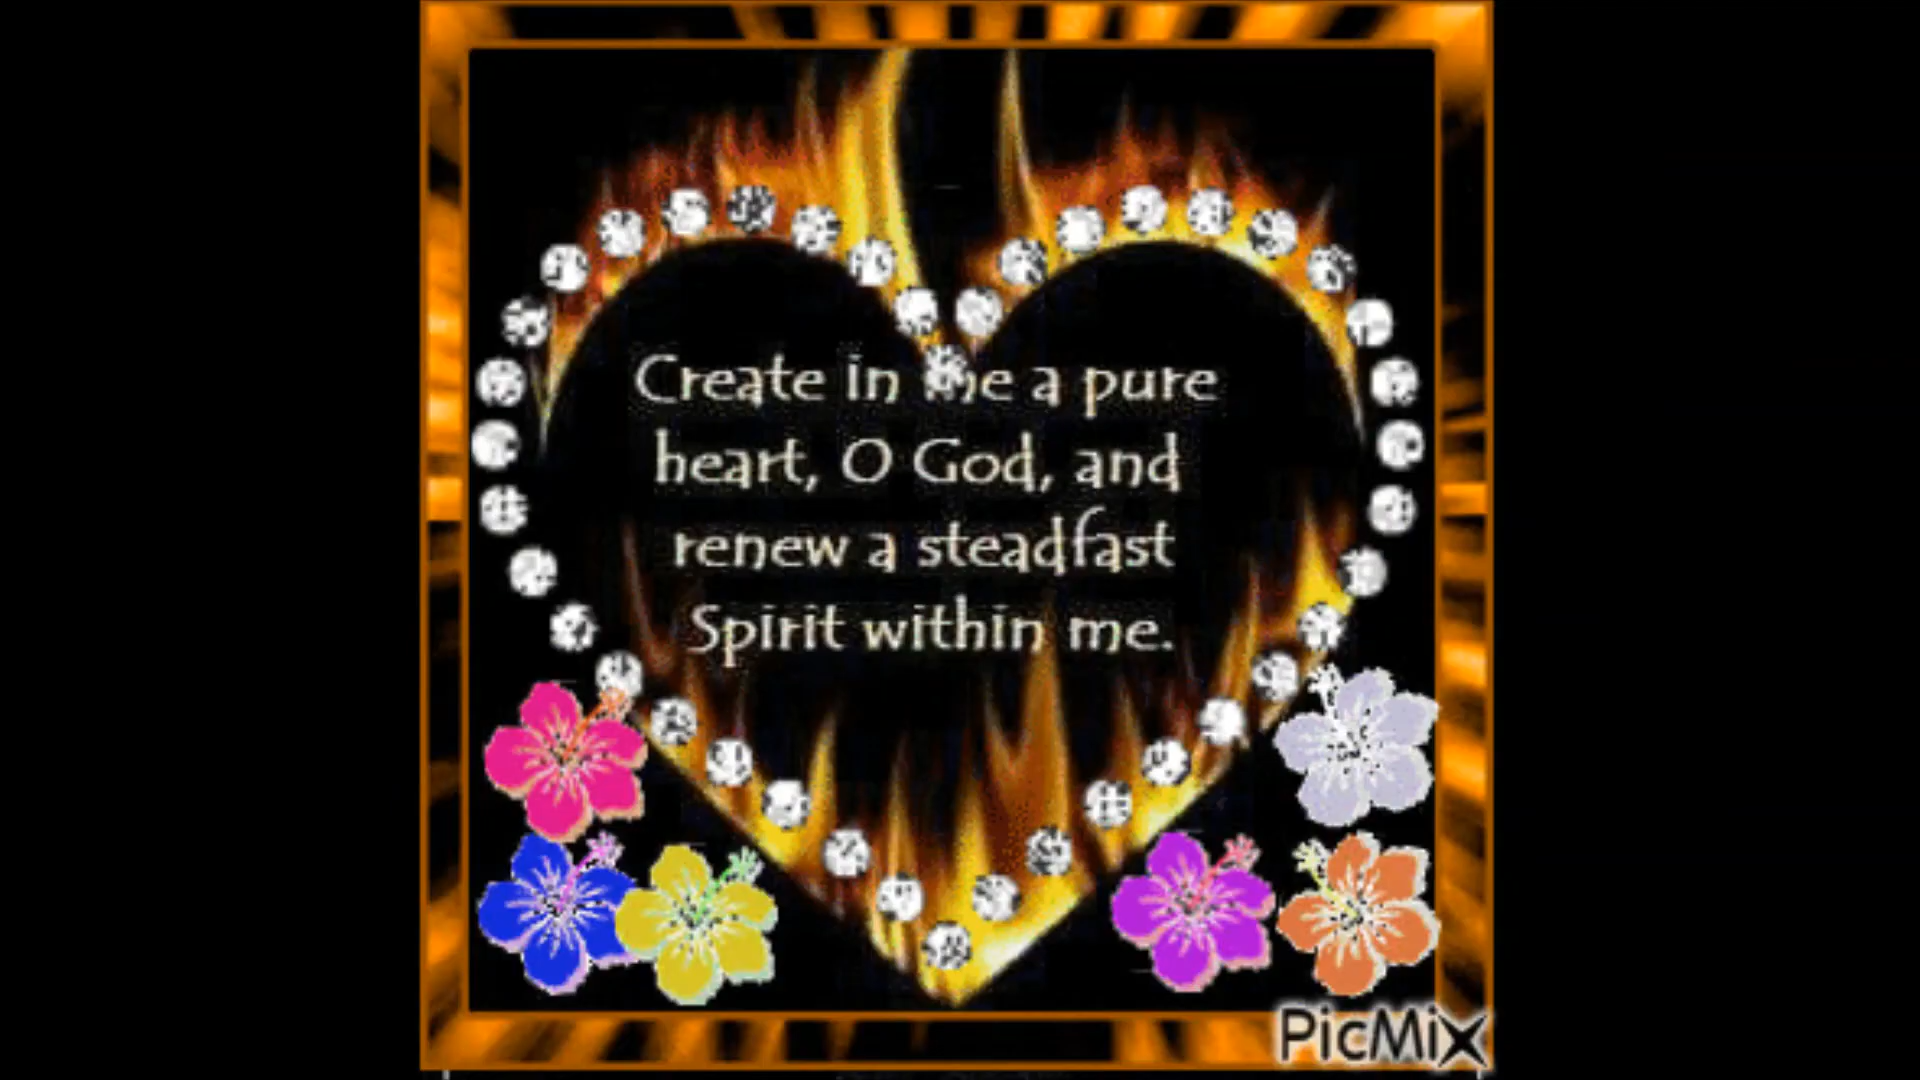 Create in me a pure
heart, O God, and
renew a steadfast
Spirit within me.
PicMix